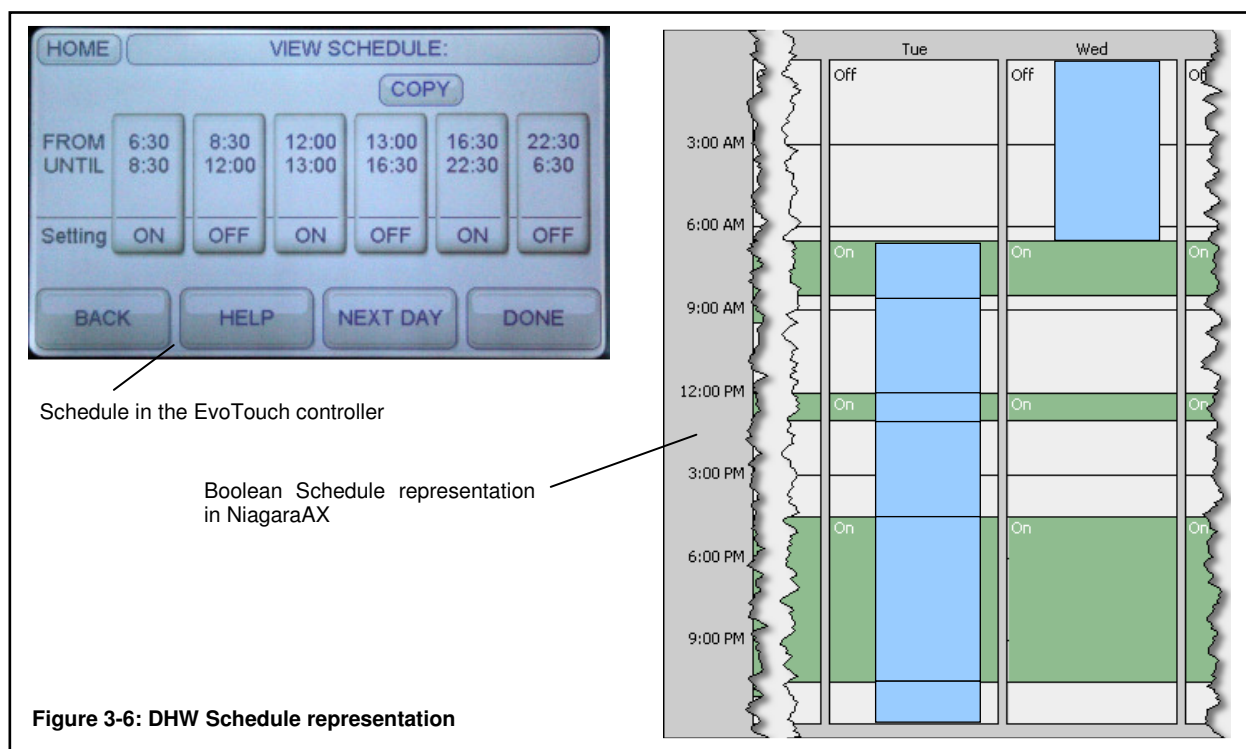 HOME VIEW SCHEDULE:
COPY
FROM 6:30 8:30 12:00 13:00 16:30 22:30
UNTIL 8:30 12:00 13:00 16:30 22:30 6:30
Setting ON OFF ON OFF ON OFF
BACK HELP NEXT DAY DONE
Schedule in the EvoTouch controller
Boolean Schedule representation
in NiagaraAX
Tue Wed
Off Off
3:00 AM
6:00 AM
On On On
9:00 AM
12:00 PM
On On On
3:00 PM
On On On
6:00 PM
9:00 PM
Figure 3-6: DHW Schedule representation